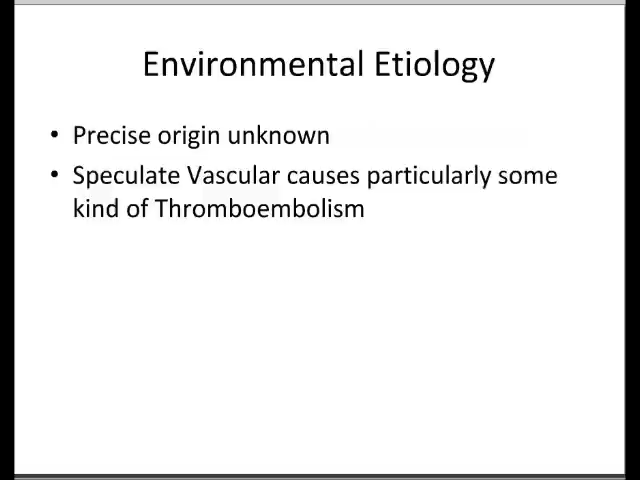 Environmental Etiology
• Precise origin unknown
• Speculate Vascular causes particularly some
kind of Thromboembolism